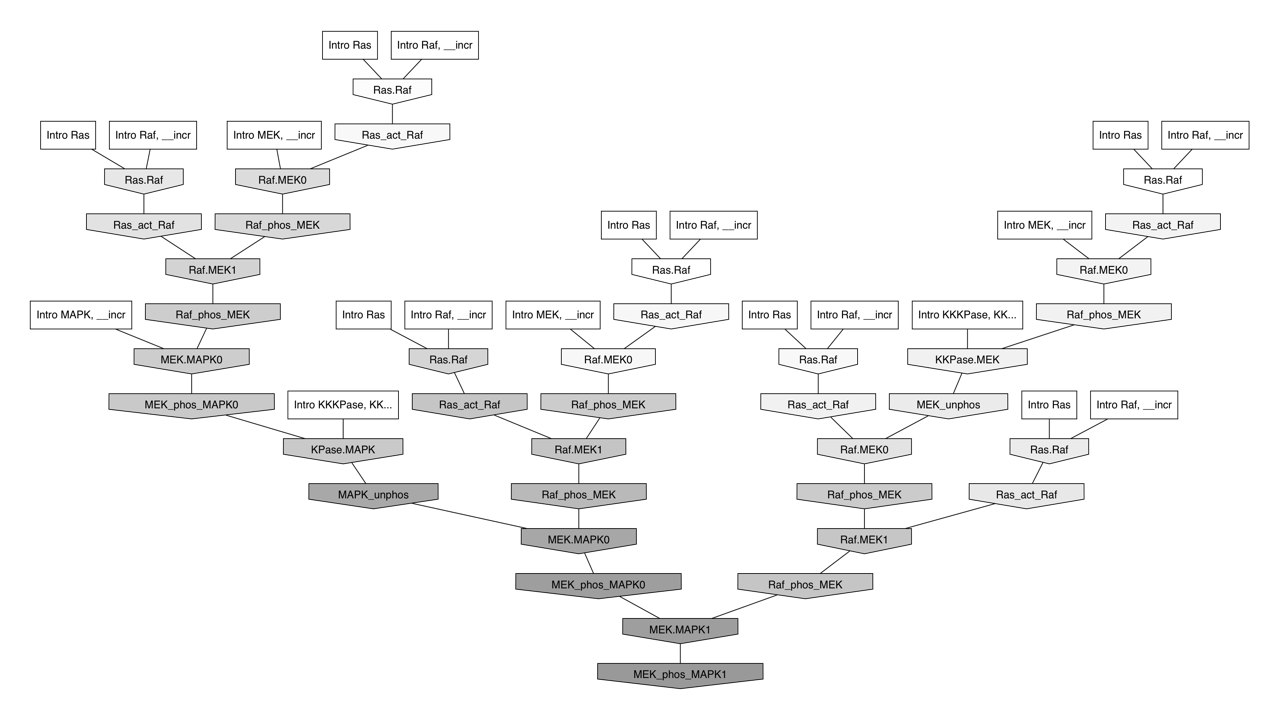 Intro Ras
Intro Raf, __incr
Ras.Raf
Intro Ras
Intro Raf, __incr
Intro MEK, __incr
Ras_act_Raf
Intro Ras
Intro Raf, __incr
Ras.Raf
Raf.MEK0
Ras.Raf
Ras_act_Raf
Raf_phos_MEK
Intro Ras
Intro Raf, __incr
Intro MEK, __incr
Ras_act_Raf
Raf.MEK1
Ras.Raf
Raf.MEK0
Intro MAPK, __incr
Raf_phos_MEK
Intro Ras
Intro Raf, __incr
Intro MEK, __incr
Ras_act_Raf
Intro Ras
Intro Raf, __incr
Intro KKKPase, KK...
Raf_phos_MEK
MEK.MAPK0
Ras.Raf
Raf.MEK0
Ras.Raf
KKPase.MEK
MEK_phos_MAPK0
Intro KKKPase, KK...
Ras_act_Raf
Raf_phos_MEK
Ras_act_Raf
MEK_unphos
Intro Ras
Intro Raf, __incr
KPase.MAPK
Raf.MEK1
Raf.MEK0
Ras.Raf
MAPK_unphos
Raf_phos_MEK
Raf_phos_MEK
Ras_act_Raf
MEK.MAPK0
Raf.MEK1
MEK_phos_MAPK0
Raf_phos_MEK
MEK.MAPK1
MEK_phos_MAPK1